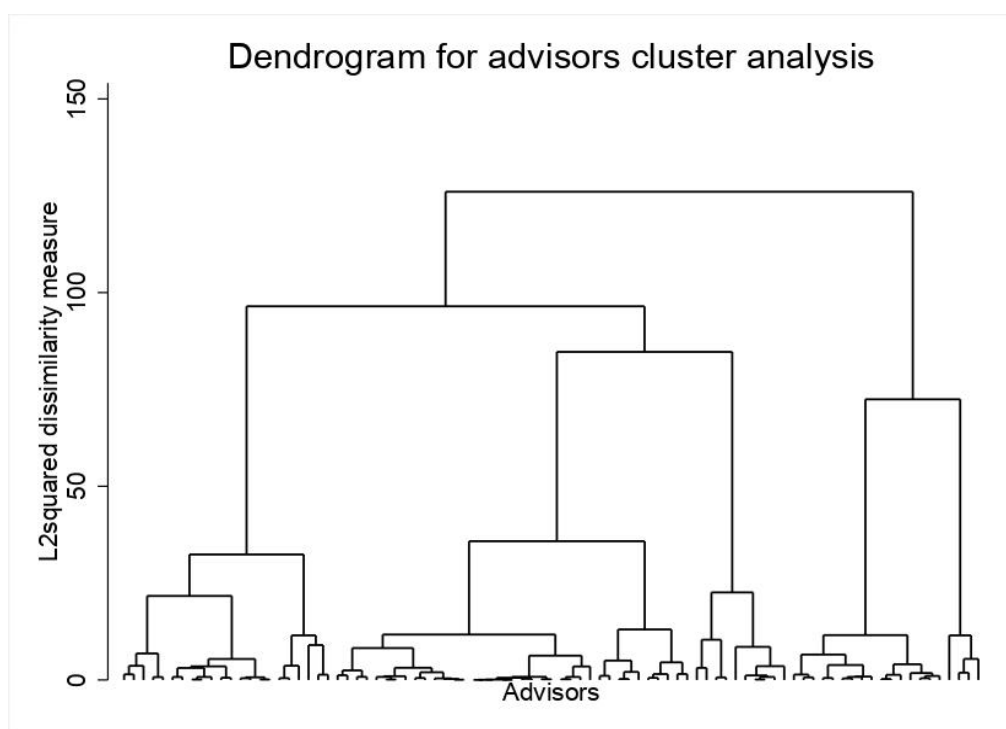 Dendrogram for advisors cluster analysis
L2squared dissimilarity measure
150
100
50
0
Advisors